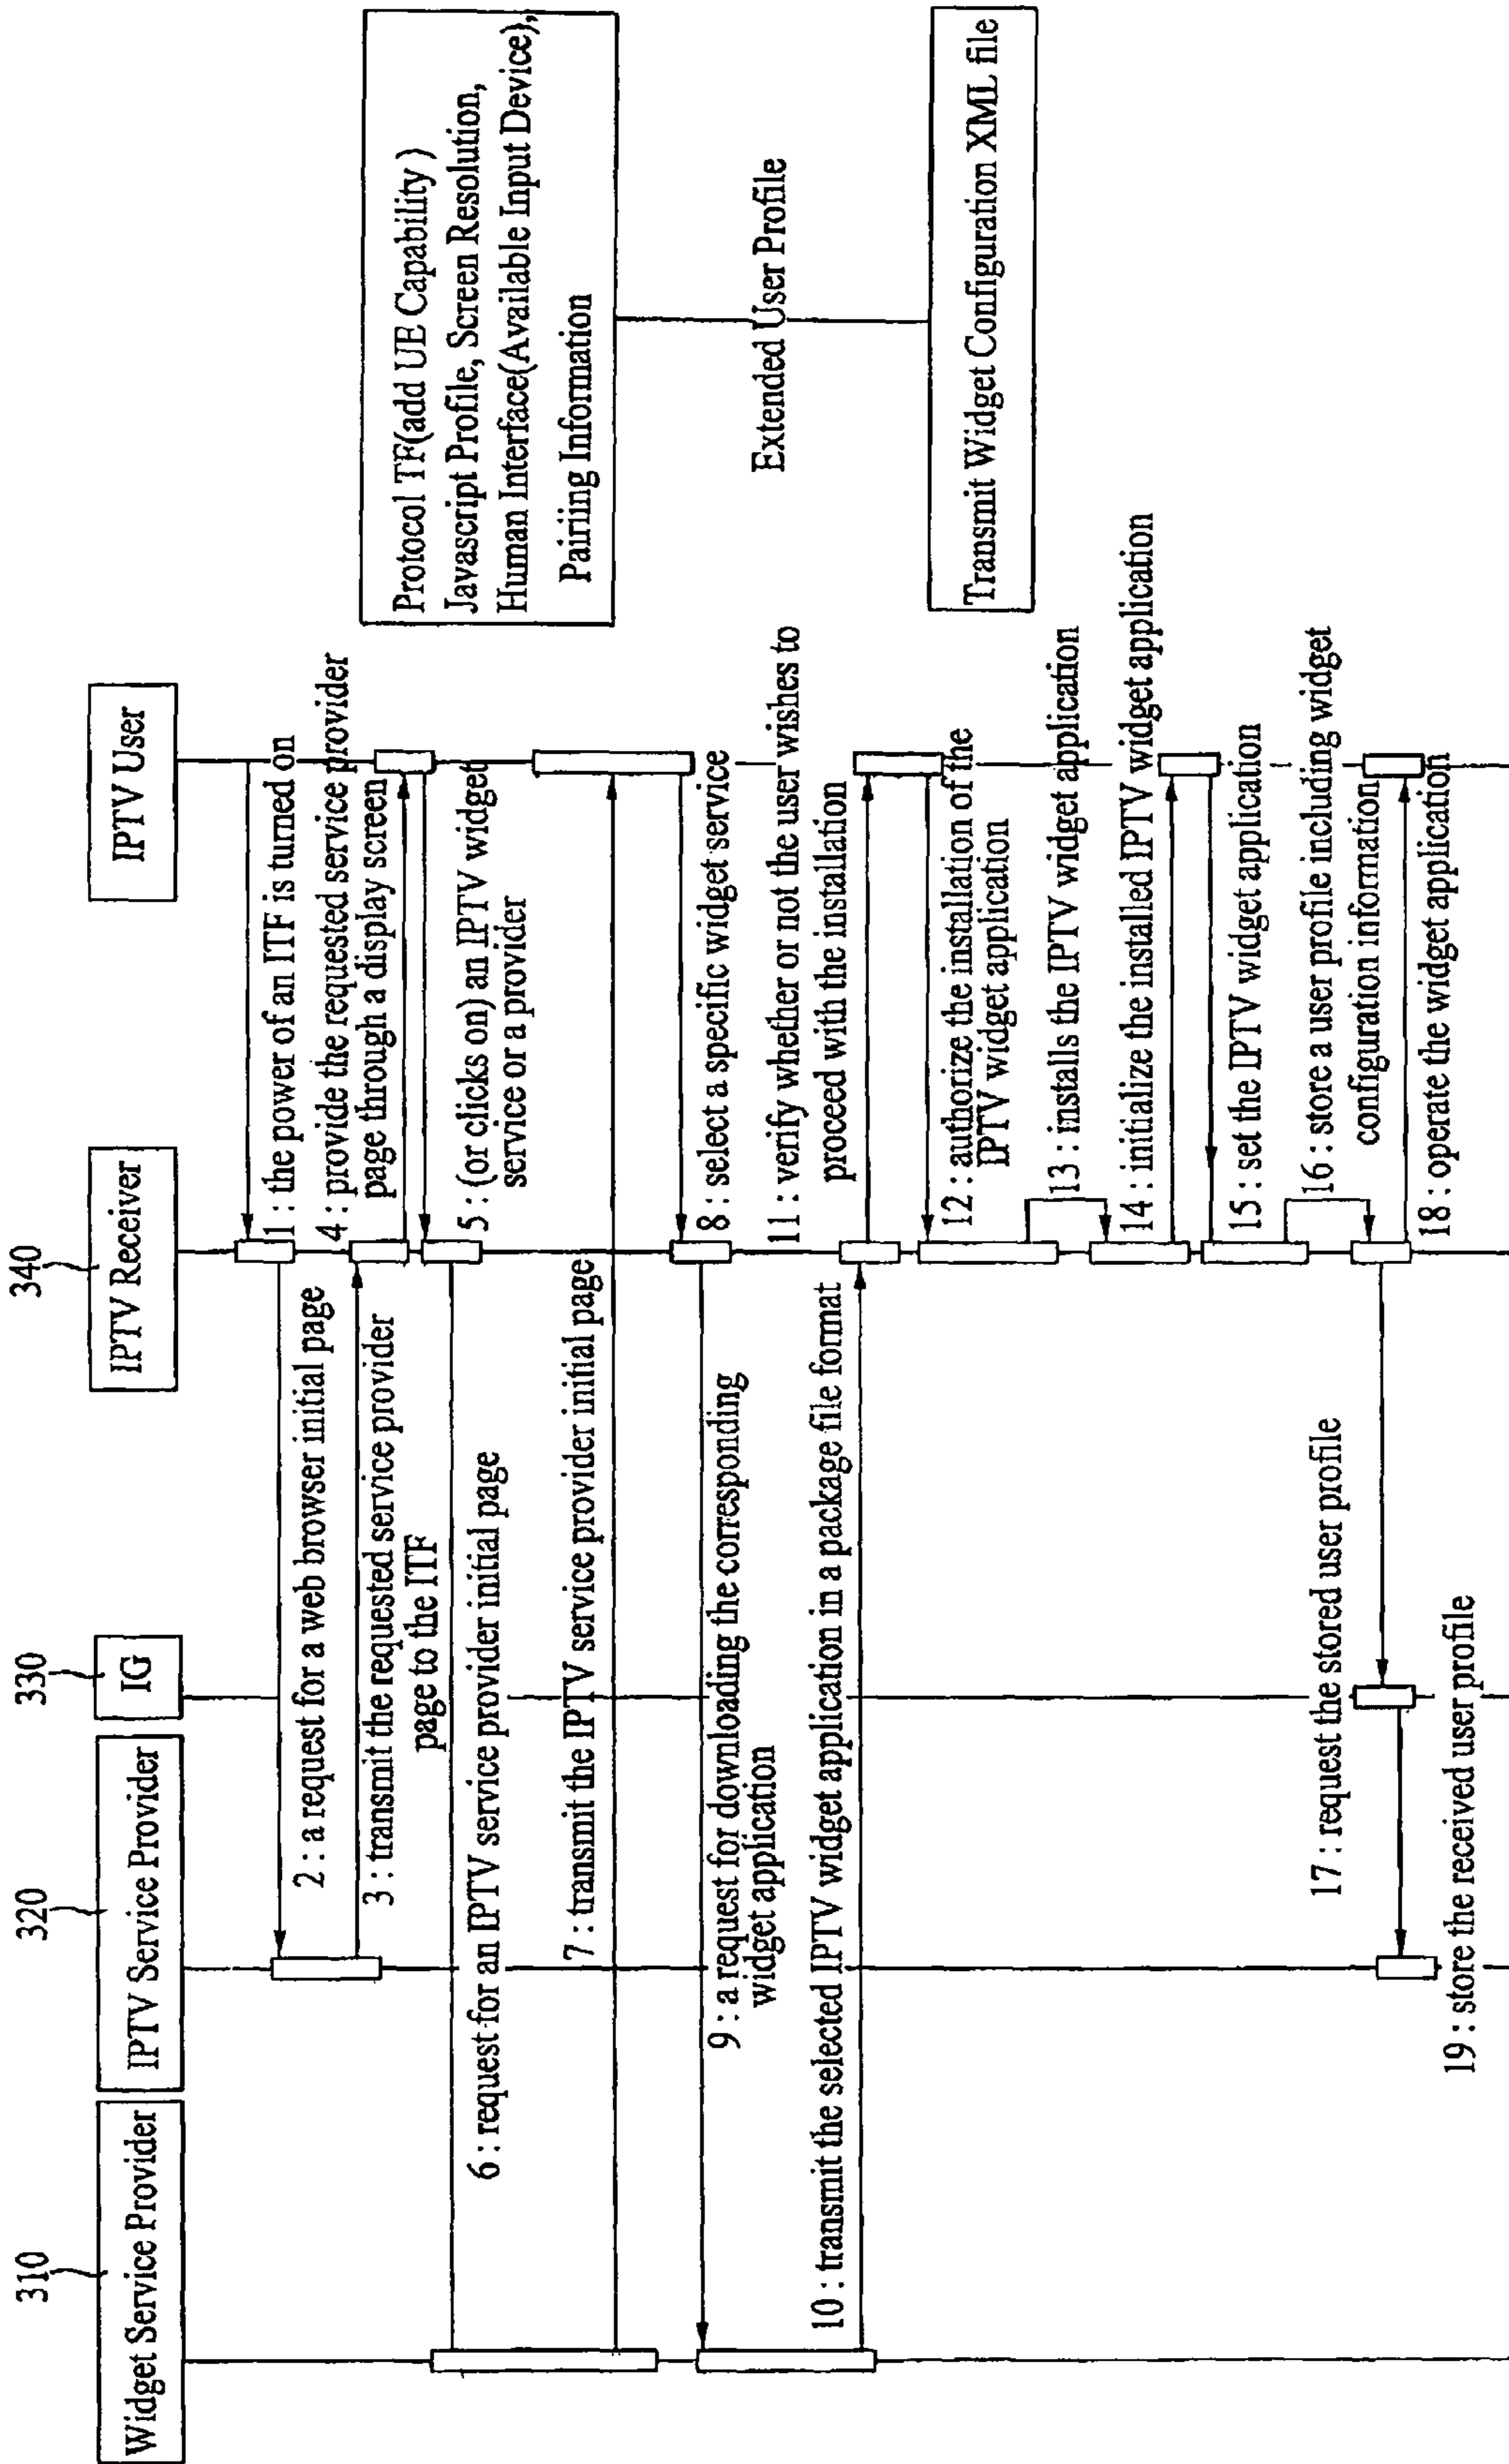 310
Widget Service Provider
320
IPTV Service Provider
330
IG
340
IPTV Receiver
IPTV User
1 : the power of an ITF is turned on
2 : a request for a web browser initial page
3 : transmit the requested service provider
page to the ITF
4 : provide the requested service provider
page through a display screen
5 : (or clicks on) an IPTV widget
service or a provider
6 : request for an IPTV service provider initial page
7 : transmit the IPTV service provider initial page
8 : select a specific widget service
9 : a request for downloading the corresponding
widget application
10 : transmit the selected IPTV widget application in a package file format
11 : verify whether or not the user wishes to
proceed with the installation
12 : authorize the installation of the
IPTV widget application
13 : installs the IPTV widget application
14 : initialize the installed IPTV widget application
15 : set the IPTV widget application
16 : store a user profile including widget
configuration information
17 : request the stored user profile
18 : operate the widget application
19 : store the received user profile
Protocol TF(add UE Capability )
Javascript Profile, Screen Resolution,
Human Interface(Available Input Device),
Pairiing Information
Extended User Profile
Transmit Widget Configuration XML file